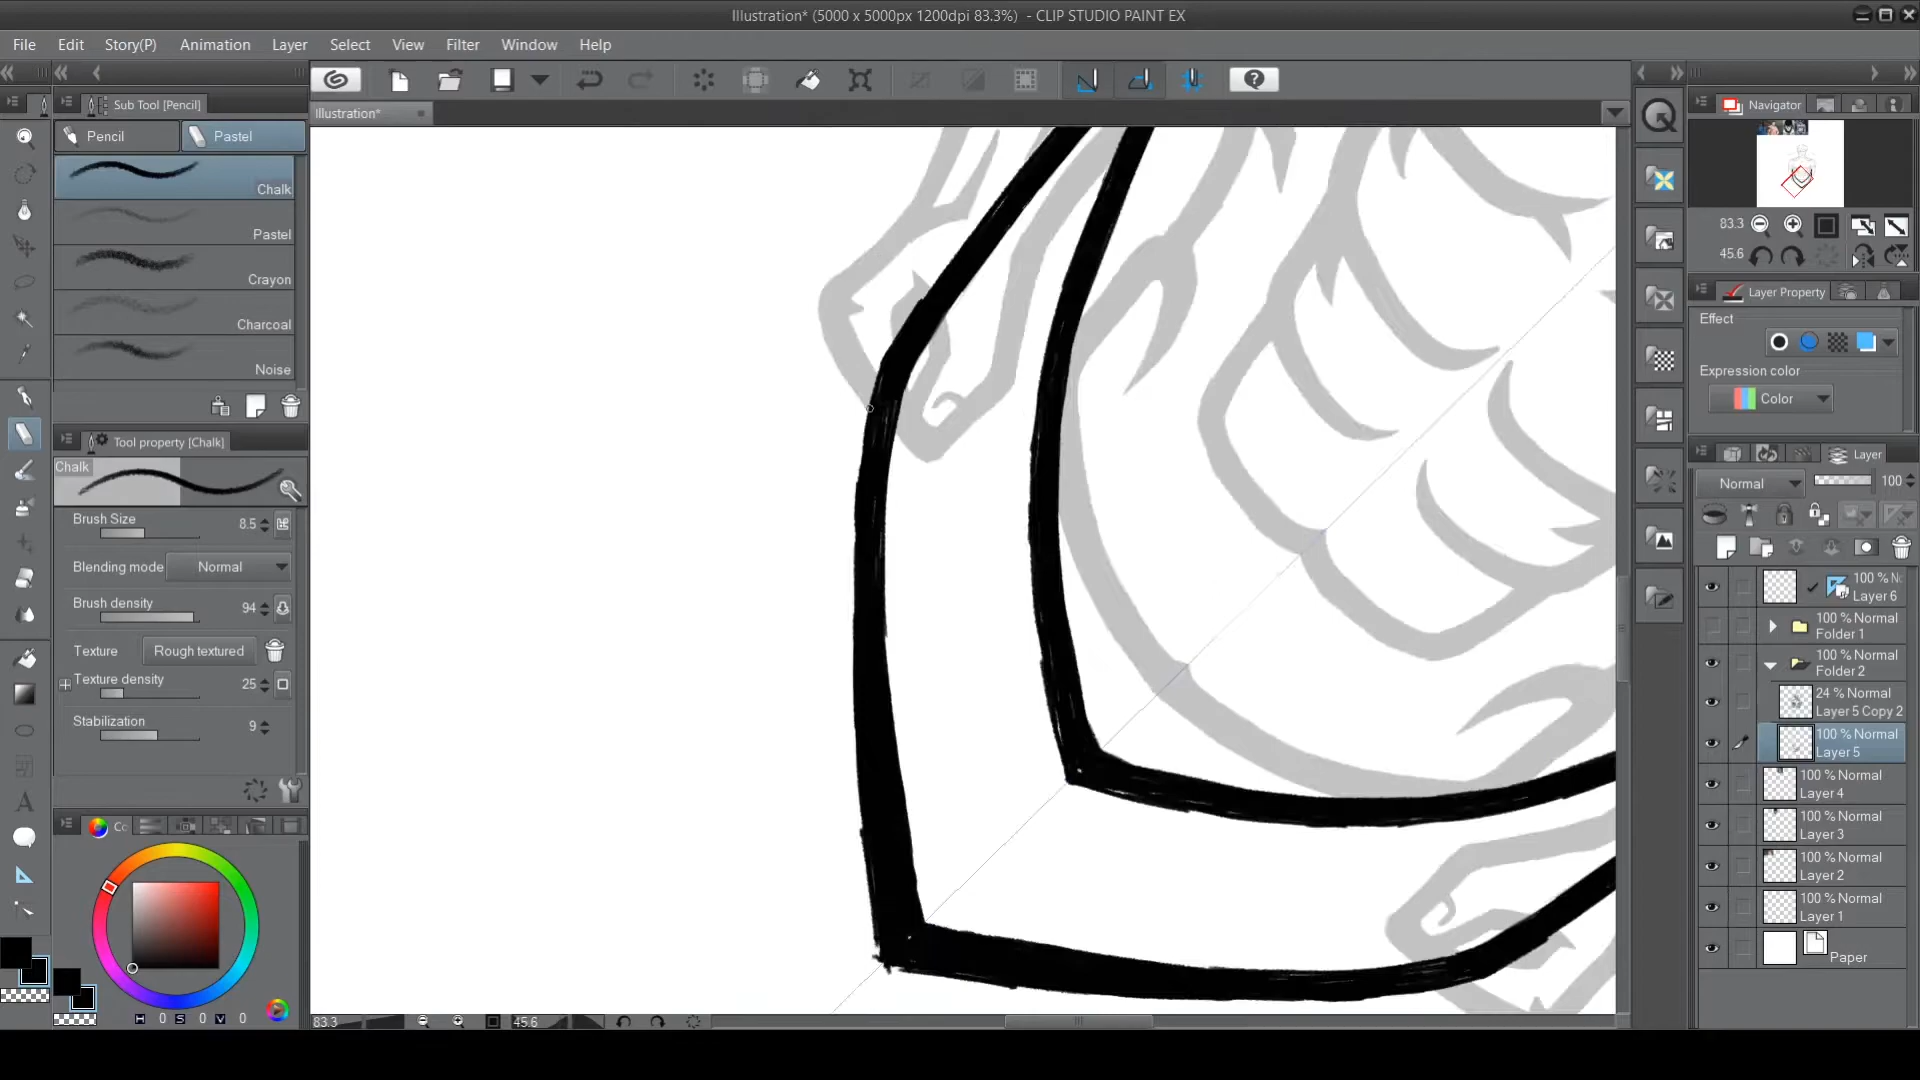 Illustration* (5000 x 5000px 1200dpi 83.3%) - CLIP STUDIO PAINT EX
File Edit Story(P) Animation Layer Select View Filter Window Help
Sub Tool [Pencil]
Illustration*
Navigator
Pencil Pastel
Chalk
Pastel
Crayon
Charcoal
Noise
83.3
45.6
Layer Property
Effect
Expression color
Color
Tool property [Chalk]
Chalk
Layer
Normal 100
Brush Size 8.5
Blending mode Normal
Brush density 94
Texture Rough textured
Texture density 25
Stabilization 9
100 % No
Layer 6
100 % Normal
Folder 1
100 % Normal
Folder 2
24 % Normal
Layer 5 Copy 2
100 % Normal
Layer 5
100 % Normal
Layer 4
100 % Normal
Layer 3
100 % Normal
Layer 2
100 % Normal
Layer 1
Paper
Cc
H 0 S 0 V 0
83.3 45.6